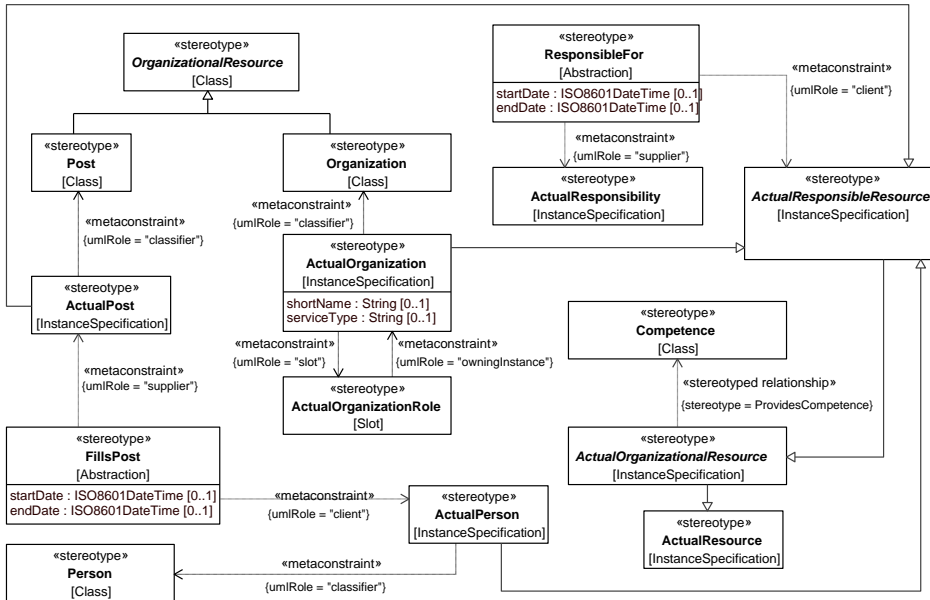 «stereotype»
OrganizationalResource
[Class]
«stereotype»
ResponsibleFor
[Abstraction]
startDate : ISO8601DateTime [0..1]
endDate : ISO8601DateTime [0..1]
«metaconstraint»
{umlRole = "client"}
«metaconstraint»
{umlRole = "supplier"}
«stereotype»
Post
[Class]
«stereotype»
Organization
[Class]
«stereotype»
ActualResponsibility
[InstanceSpecification]
«stereotype»
ActualResponsibleResource
[InstanceSpecification]
«metaconstraint»
{umlRole = "classifier"}
«metaconstraint»
{umlRole = "classifier"}
«stereotype»
ActualOrganization
[InstanceSpecification]
shortName : String [0..1]
serviceType : String [0..1]
«stereotype»
ActualPost
[InstanceSpecification]
«stereotype»
Competence
[Class]
«metaconstraint»
{umlRole = "supplier"}
«metaconstraint»
{umlRole = "slot"}
«metaconstraint»
{umlRole = "owningInstance"}
«stereotype»
ActualOrganizationRole
[Slot]
«stereotyped relationship»
{stereotype = ProvidesCompetence}
«stereotype»
FillsPost
[Abstraction]
startDate : ISO8601DateTime [0..1]
endDate : ISO8601DateTime [0..1]
«stereotype»
ActualOrganizationalResource
[InstanceSpecification]
«metaconstraint»
{umlRole = "client"}
«stereotype»
ActualPerson
[InstanceSpecification]
«stereotype»
ActualResource
[InstanceSpecification]
«stereotype»
Person
[Class]
«metaconstraint»
{umlRole = "classifier"}